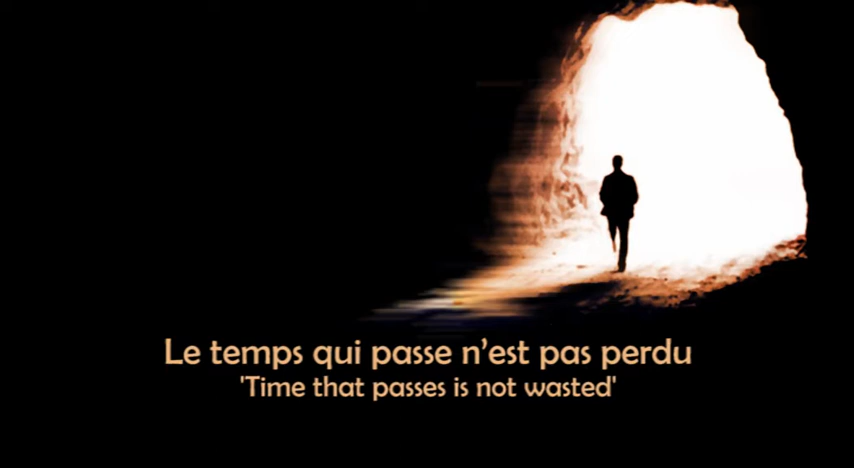 Le temps qui passe n’est pas perdu
'Time that passes is not wasted'